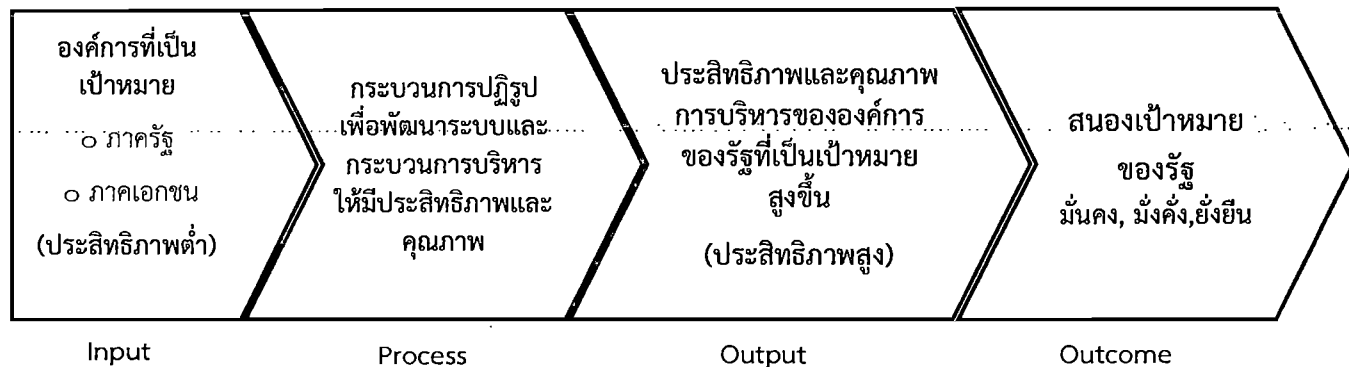 องค์การที่เป็น
เป้าหมาย
o ภาครัฐ
o ภาคเอกชน
(ประสิทธิภาพต่ำ)
กระบวนการปฏิรูป
เพื่อพัฒนาระบบและ
กระบวนการบริหาร
ให้มีประสิทธิภาพและ
คุณภาพ
ประสิทธิภาพและคุณภาพ
การบริหารขององค์การ
ของรัฐที่เป็นเป้าหมาย
สูงขึ้น
(ประสิทธิภาพสูง)
สนองเป้าหมาย
ของรัฐ
มั่นคง, มั่งคั่ง,ยั่งยืน
Input
Process
Output
Outcome